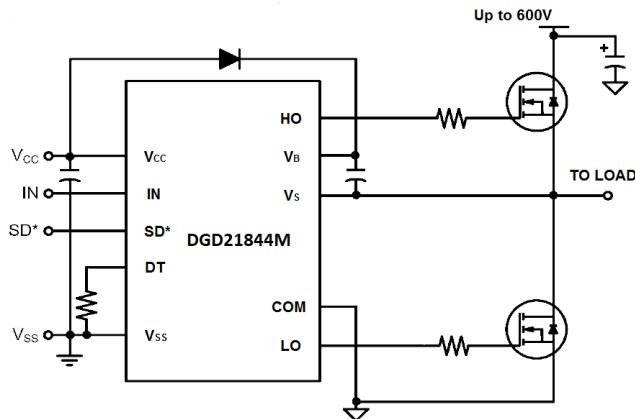 Up to 600V
+
HO
VCC
VCC
VB
IN
IN
VS
TO LOAD
SD*
SD*
DGD21844M
DT
COM
VSS
VSS
LO